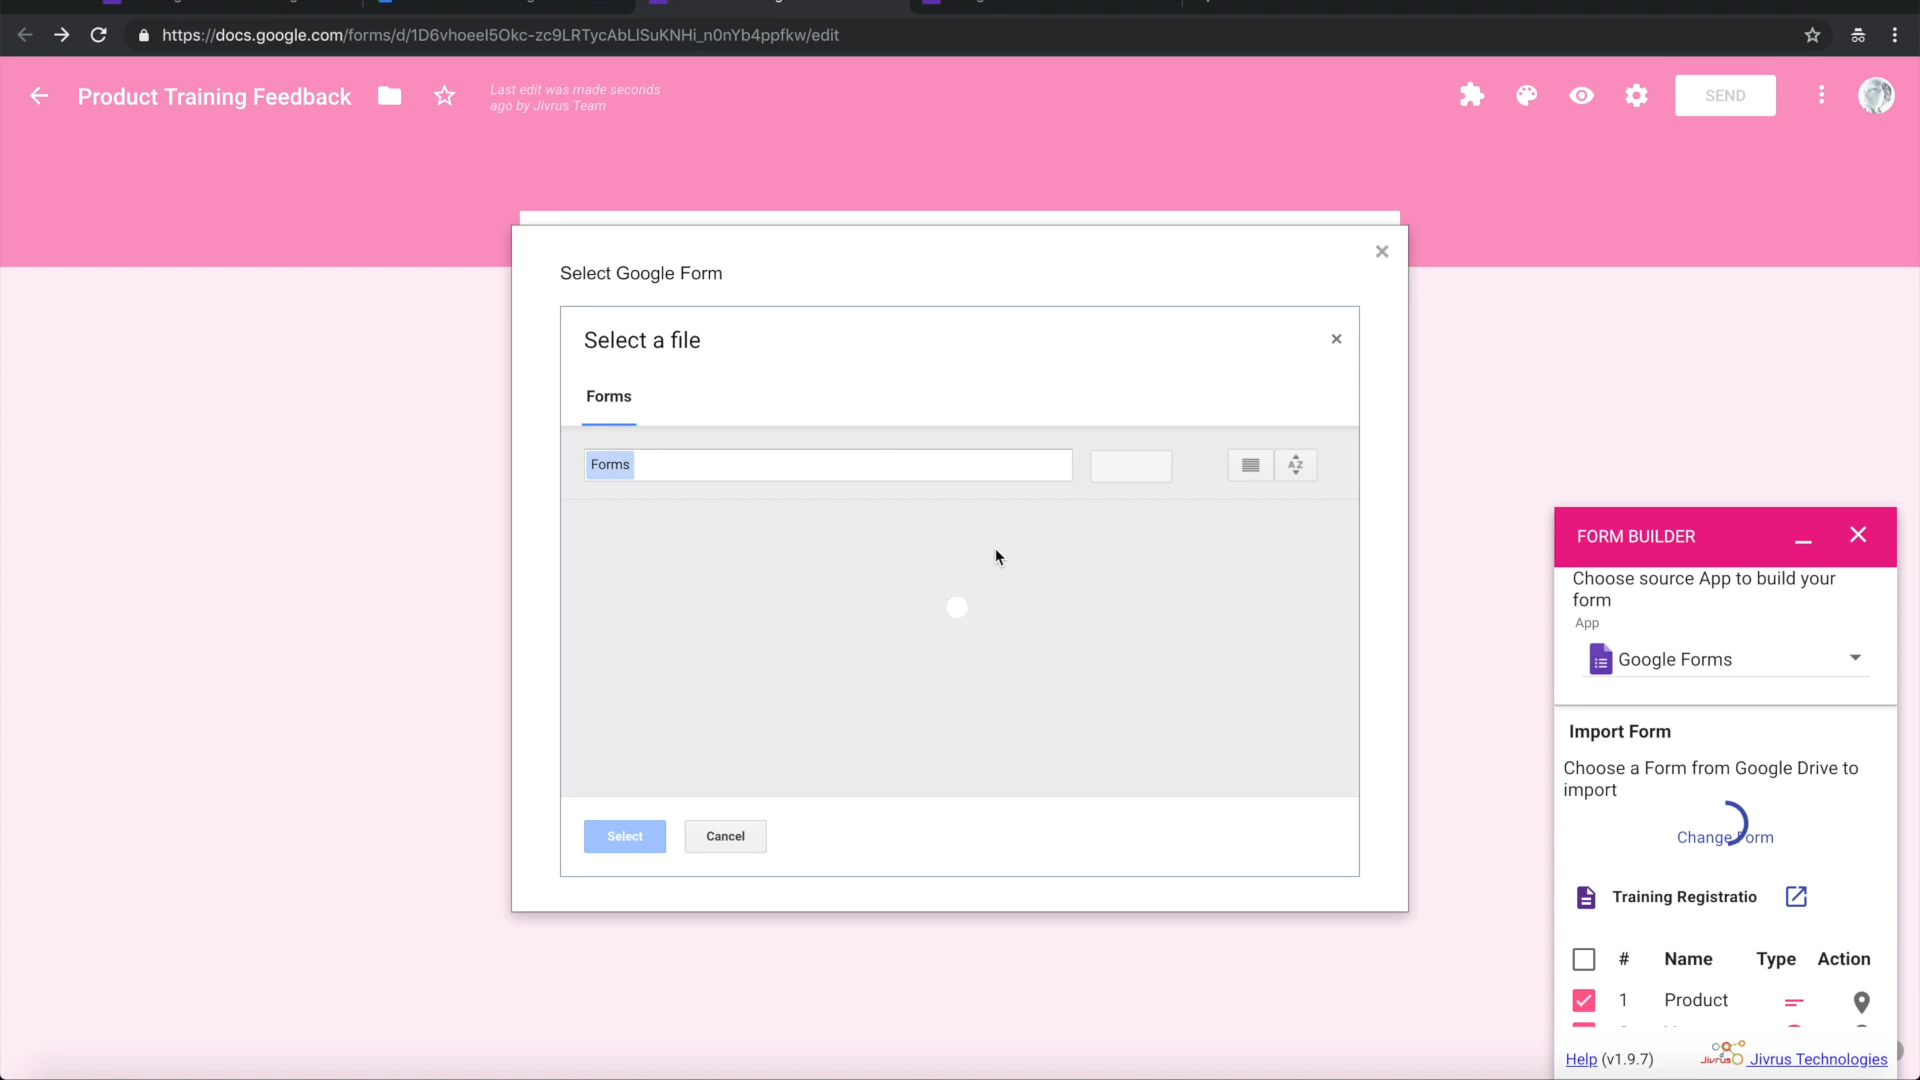 https://docs.google.com/forms/d/1D6vhoeeI5Okc-zc9LRTycAbLlSuKNHi_n0nYb4ppfkw/edit
Product Training Feedback
Last edit was made seconds
ago by Jivrus Team
SEND
Select Google Form
Select a file
Forms
Forms
AZ
Select
Cancel
FORM BUILDER
Choose source App to build your
form
App
Google Forms
Import Form
Choose a Form from Google Drive to
import
Change Form
Training Registratio
# Name Type Action
1 Product
Help (v1.9.7) Jivrus Jivrus Technologies